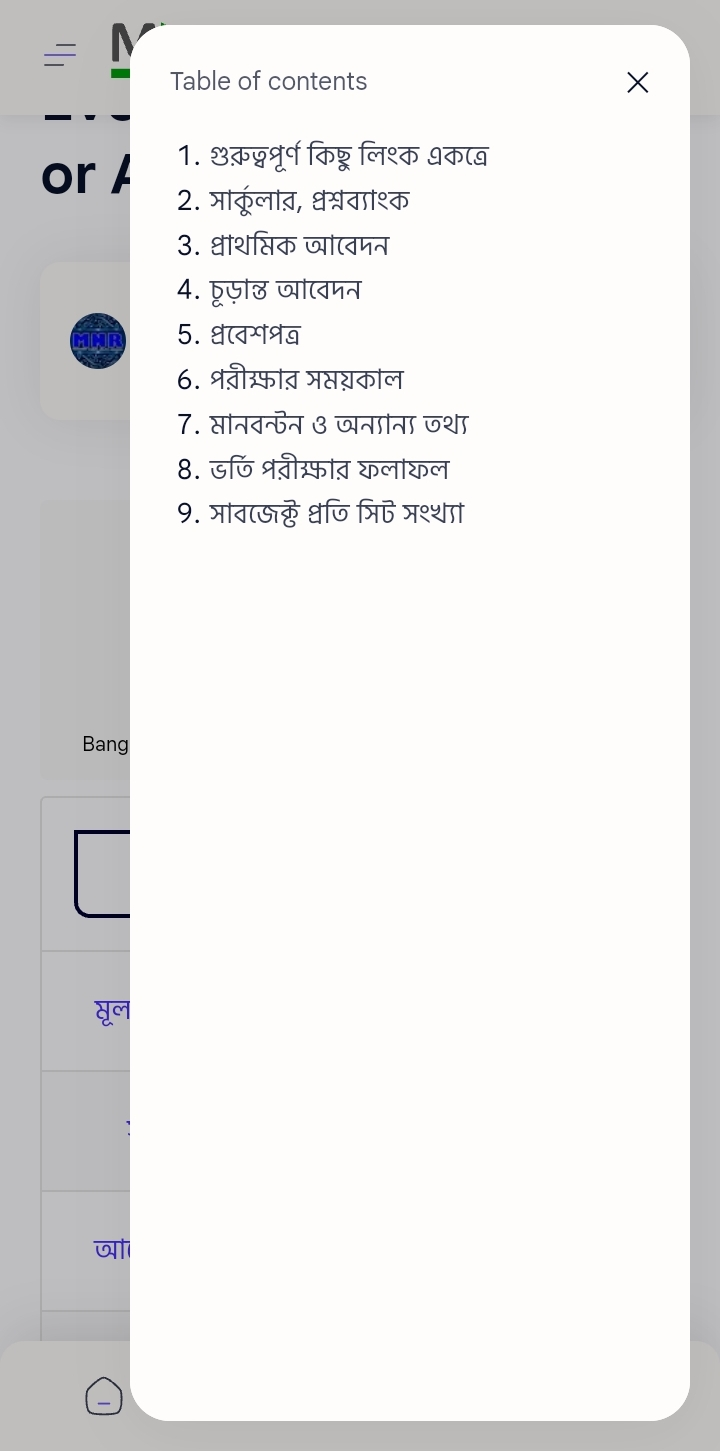 Table of contents
1. গুরুত্বপূর্ণ কিছু লিংক একত্রে
2. সার্কুলার, প্রশ্নব্যাংক
3. প্রাথমিক আবেদন
4. চূড়ান্ত আবেদন
5. প্রবেশপত্র
6. পরীক্ষার সময়কাল
7. মানবন্টন ও অন্যান্য তথ্য
8. ভর্তি পরীক্ষার ফলাফল
9. সাবজেক্ট প্রতি সিট সংখ্যা
or A
MHR
Bang
মূল